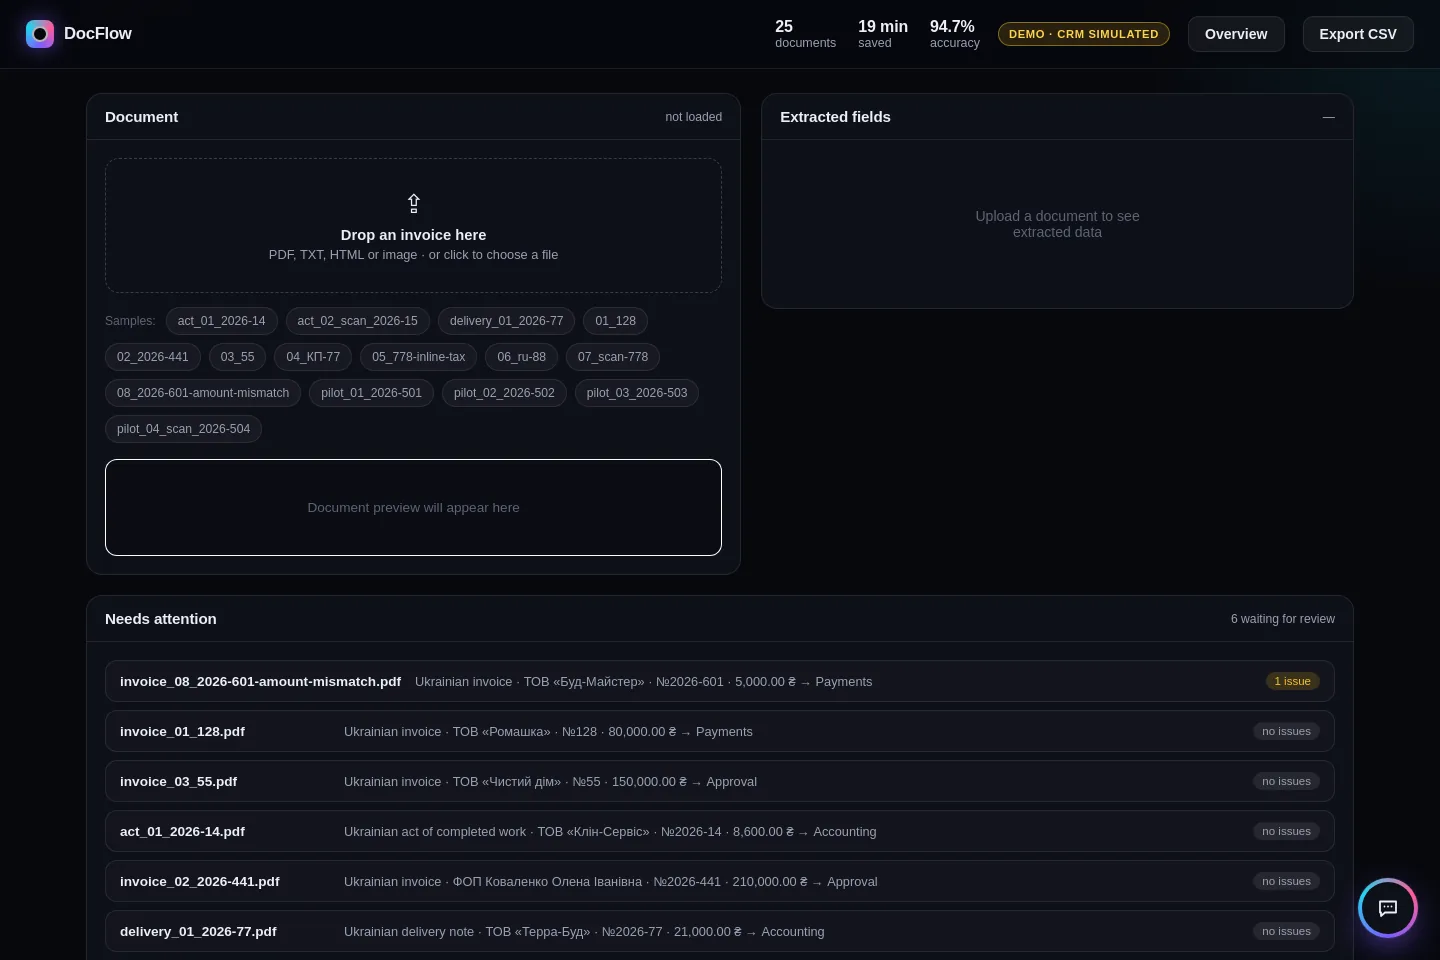 DocFlow
25
documents
19 min
saved
94.7%
accuracy
DEMO · CRM SIMULATED
Overview
Export CSV
Document
not loaded
Drop an invoice here
PDF, TXT, HTML or image · or click to choose a file
Samples:
act_01_2026-14
act_02_scan_2026-15
delivery_01_2026-77
01_128
02_2026-441
03_55
04_КП-77
05_778-inline-tax
06_ru-88
07_scan-778
08_2026-601-amount-mismatch
pilot_01_2026-501
pilot_02_2026-502
pilot_03_2026-503
pilot_04_scan_2026-504
Document preview will appear here
Extracted fields
—
Upload a document to see
extracted data
Needs attention
6 waiting for review
invoice_08_2026-601-amount-mismatch.pdf Ukrainian invoice · ТОВ «Буд-Майстер» · №2026-601 · 5,000.00 ₴ → Payments 1 issue
invoice_01_128.pdf Ukrainian invoice · ТОВ «Ромашка» · №128 · 80,000.00 ₴ → Payments no issues
invoice_03_55.pdf Ukrainian invoice · ТОВ «Чистий дім» · №55 · 150,000.00 ₴ → Approval no issues
act_01_2026-14.pdf Ukrainian act of completed work · ТОВ «Клін-Сервіс» · №2026-14 · 8,600.00 ₴ → Accounting no issues
invoice_02_2026-441.pdf Ukrainian invoice · ФОП Коваленко Олена Іванівна · №2026-441 · 210,000.00 ₴ → Approval no issues
delivery_01_2026-77.pdf Ukrainian delivery note · ТОВ «Терра-Буд» · №2026-77 · 21,000.00 ₴ → Accounting no issues